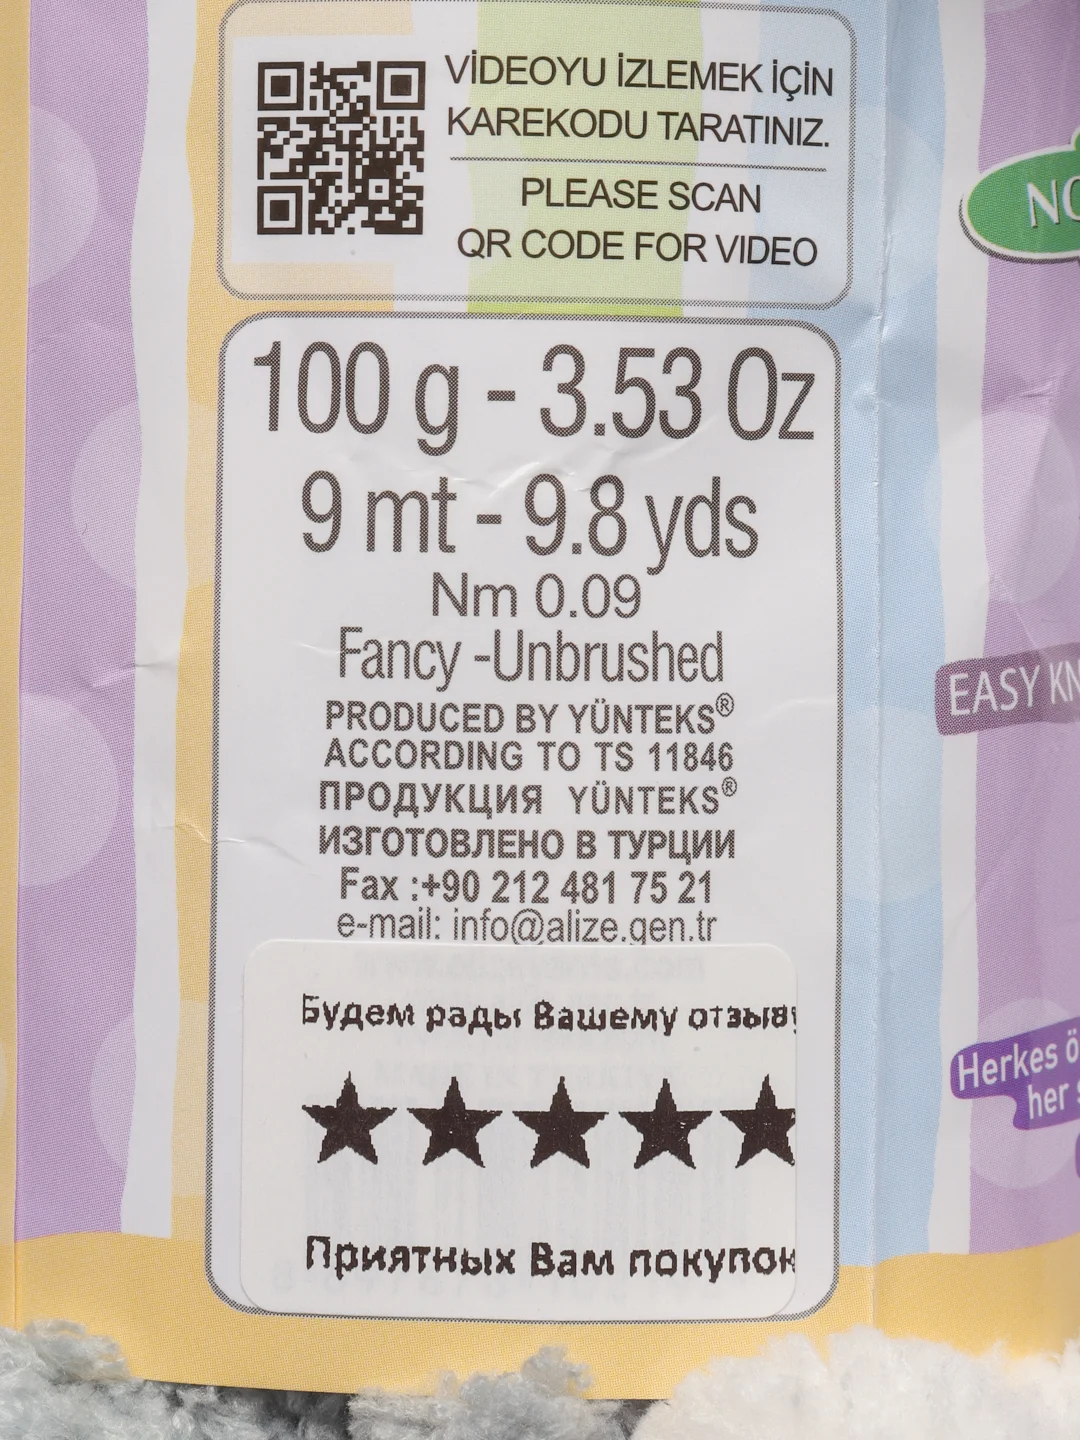 VİDEOYU İZLEMEK İÇİN
KAREKODU TARATINIZ.
PLEASE SCAN
QR CODE FOR VIDEO
100 g - 3.53 Oz
9 mt - 9.8 yds
Nm 0.09
Fancy -Unbrushed
PRODUCED BY YÜNTEKS®
ACCORDING TO TS 11846
ПРОДУКЦИЯ YÜNTEKS®
ИЗГОТОВЛЕНО В ТУРЦИИ
Fax :+90 212 481 75 21
e-mail: info@alize.gen.tr
Будем рады Вашему отзыву
★★★★★
Приятных Вам покупок
EASY
Herkes
her